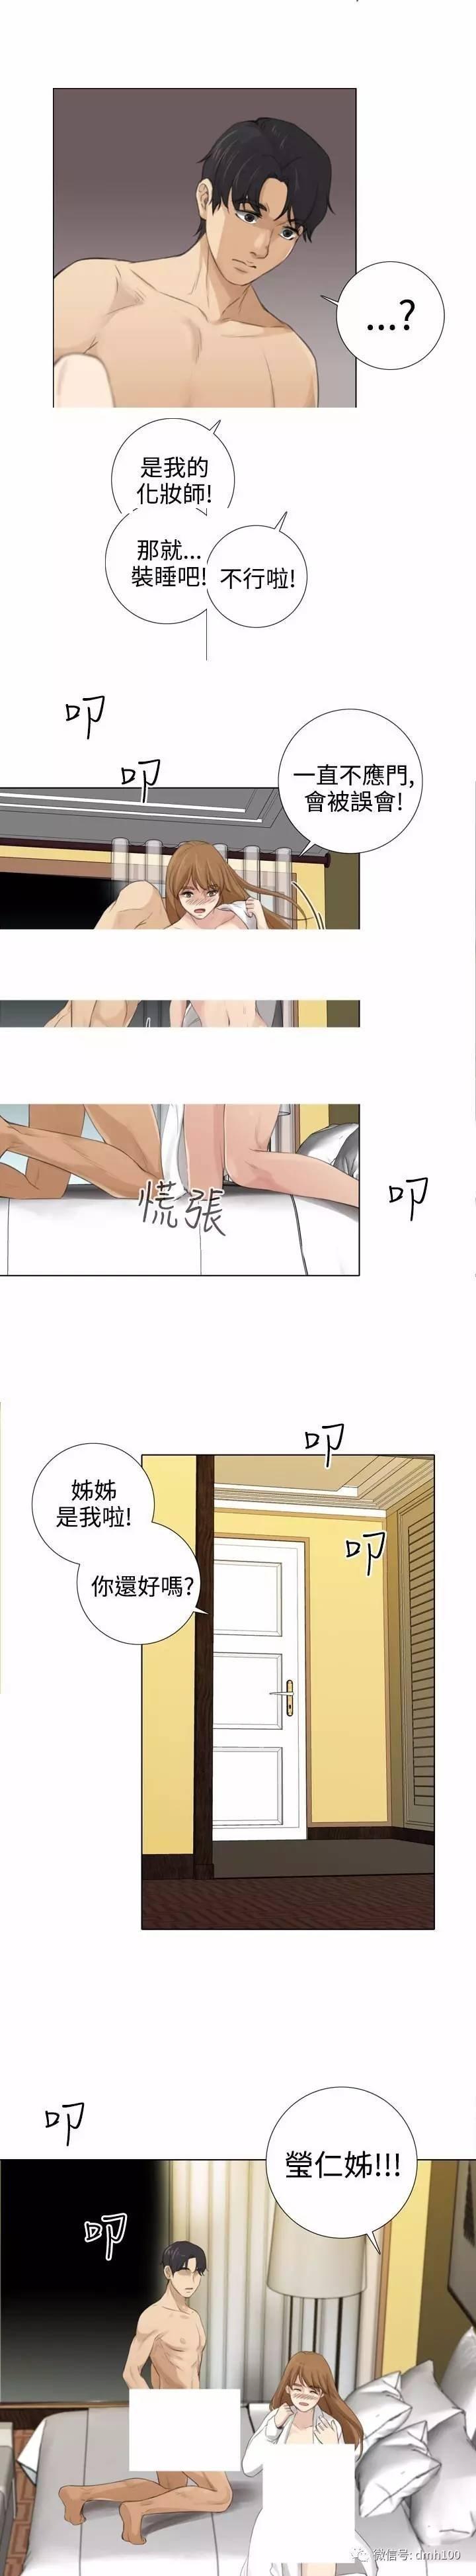 ...?
是我的
化妝師!
那就...
裝睡吧!
不行啦!
叩
叩
一直不應門,
會被誤會!
慌張
叩
叩
叩
姊姊
是我啦!
你還好嗎?
叩
叩
瑩仁姊!!!
微信号: dmh100